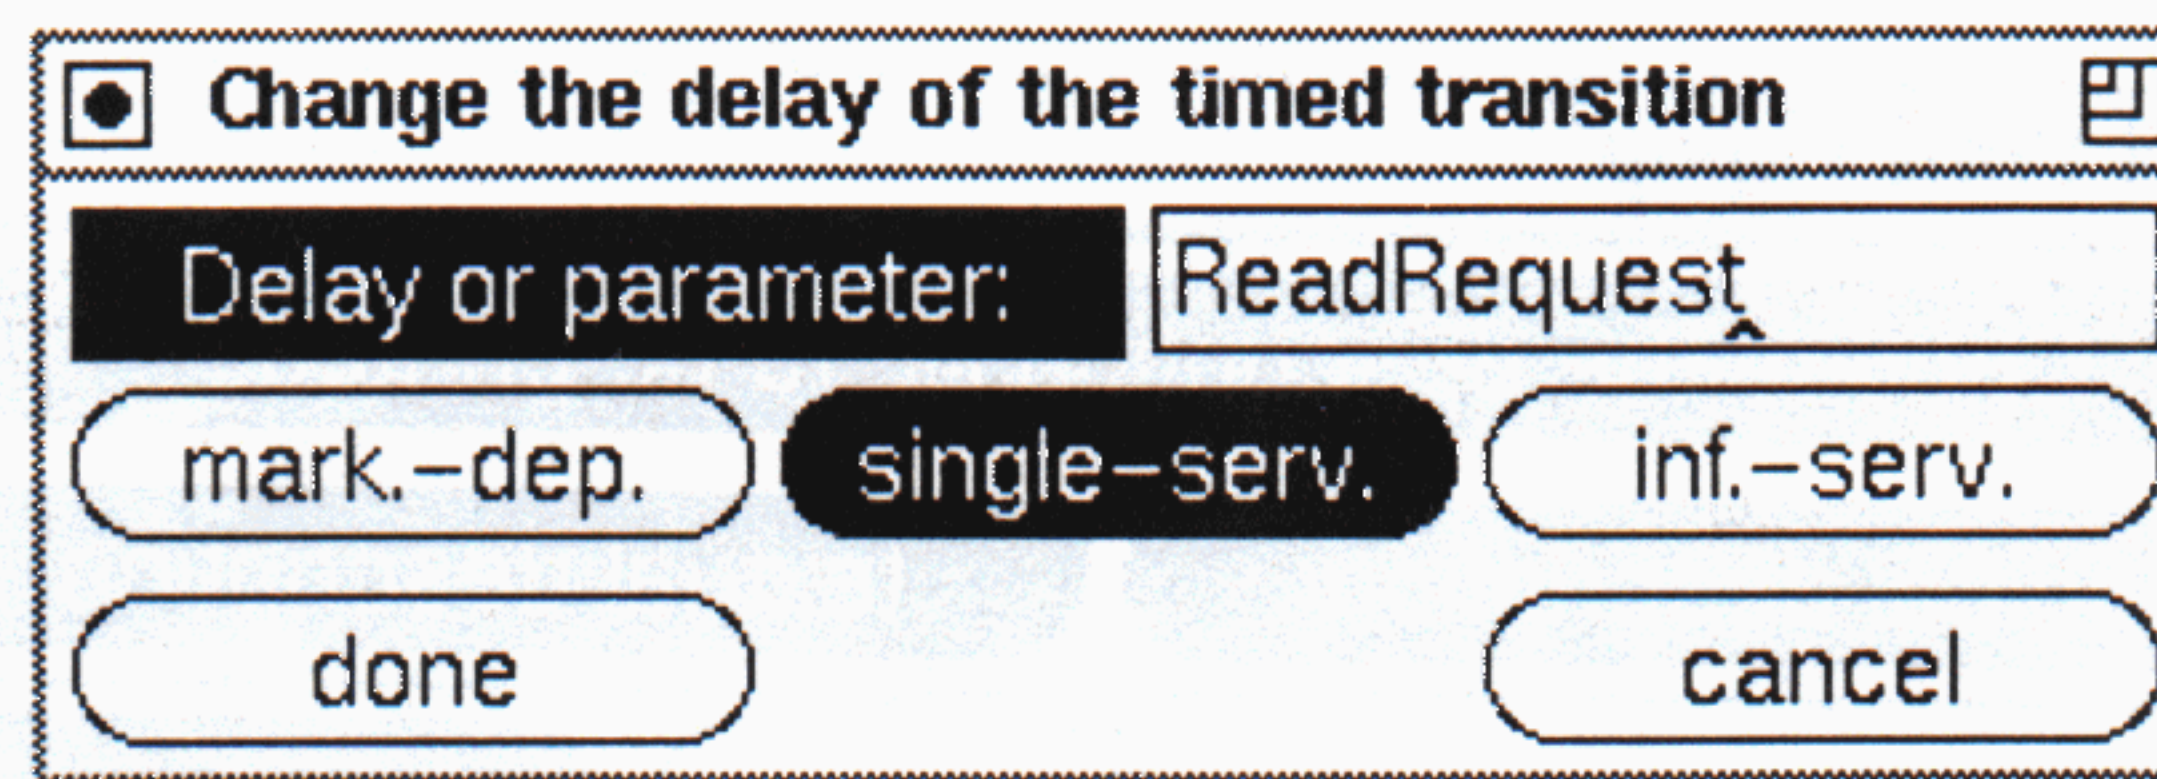 Change the delay of the timed transition
Delay or parameter: ReadRequest
mark.-dep. single-serv. inf.-serv.
done cancel